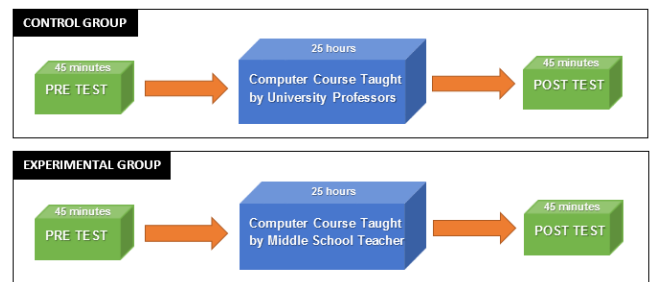 CONTROL GROUP
45 minutes
PRE TEST
25 hours
Computer Course Taught
by University Professors
45 minutes
POST TEST
EXPERIMENTAL GROUP
45 minutes
PRE TEST
25 hours
Computer Course Taught
by Middle School Teacher
45 minutes
POST TEST